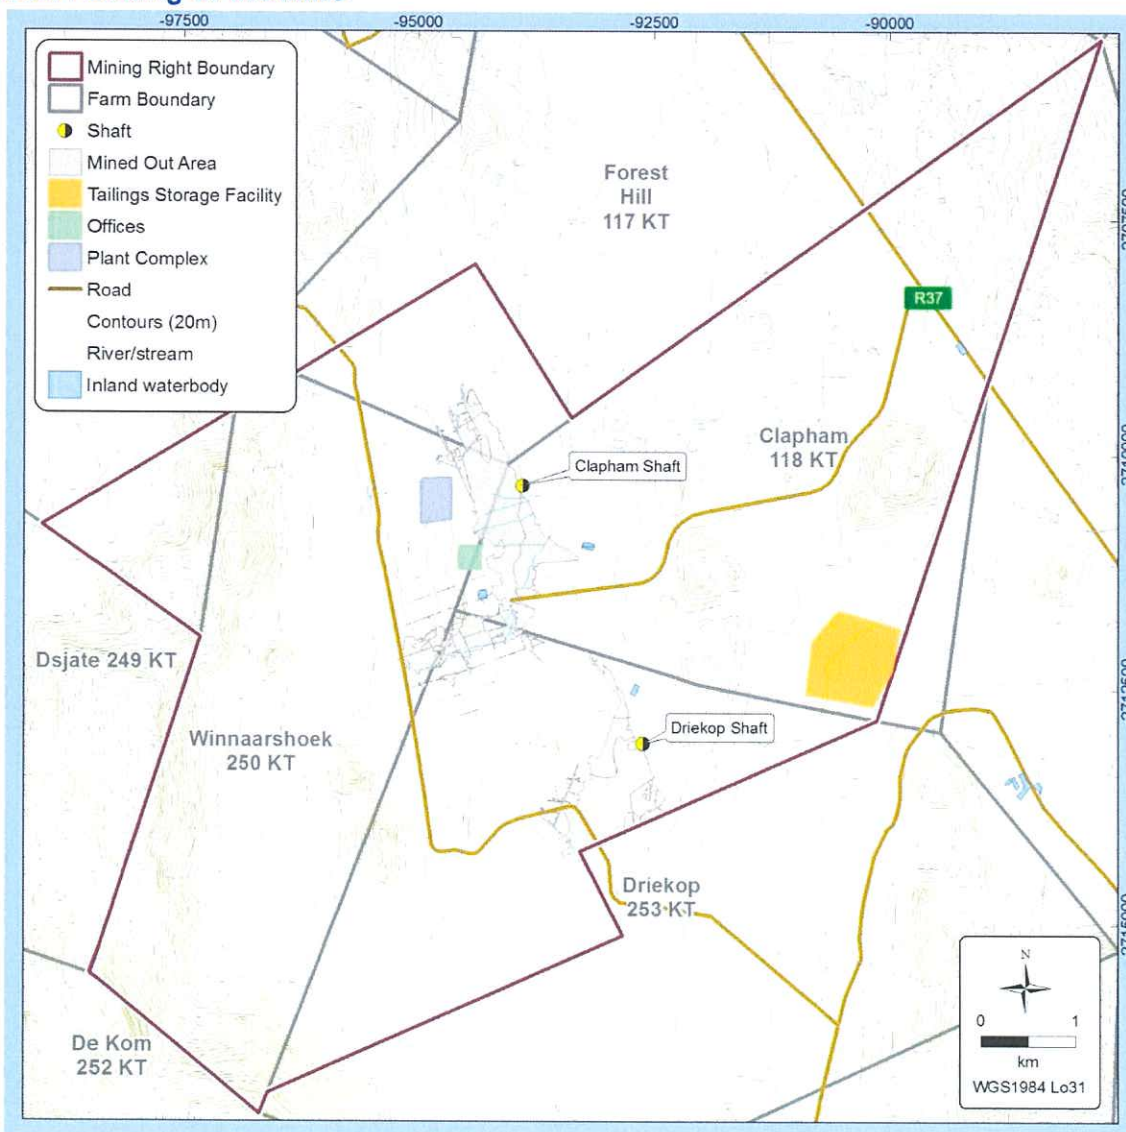 -97500
-95000
-92500
-90000
Mining Right Boundary
Farm Boundary
Shaft
Mined Out Area
Tailings Storage Facility
Offices
Plant Complex
Road
Contours (20m)
River/stream
Inland waterbody
Forest
Hill
117 KT
R37
Clapham
118 KT
Clapham Shaft
Dsjate 249 KT
Winnaarshoek
250 KT
Driekop Shaft
Driekop
253 KT
De Kom
252 KT
2710000
2712500
N
0 1
km
WGS1984 Lo31